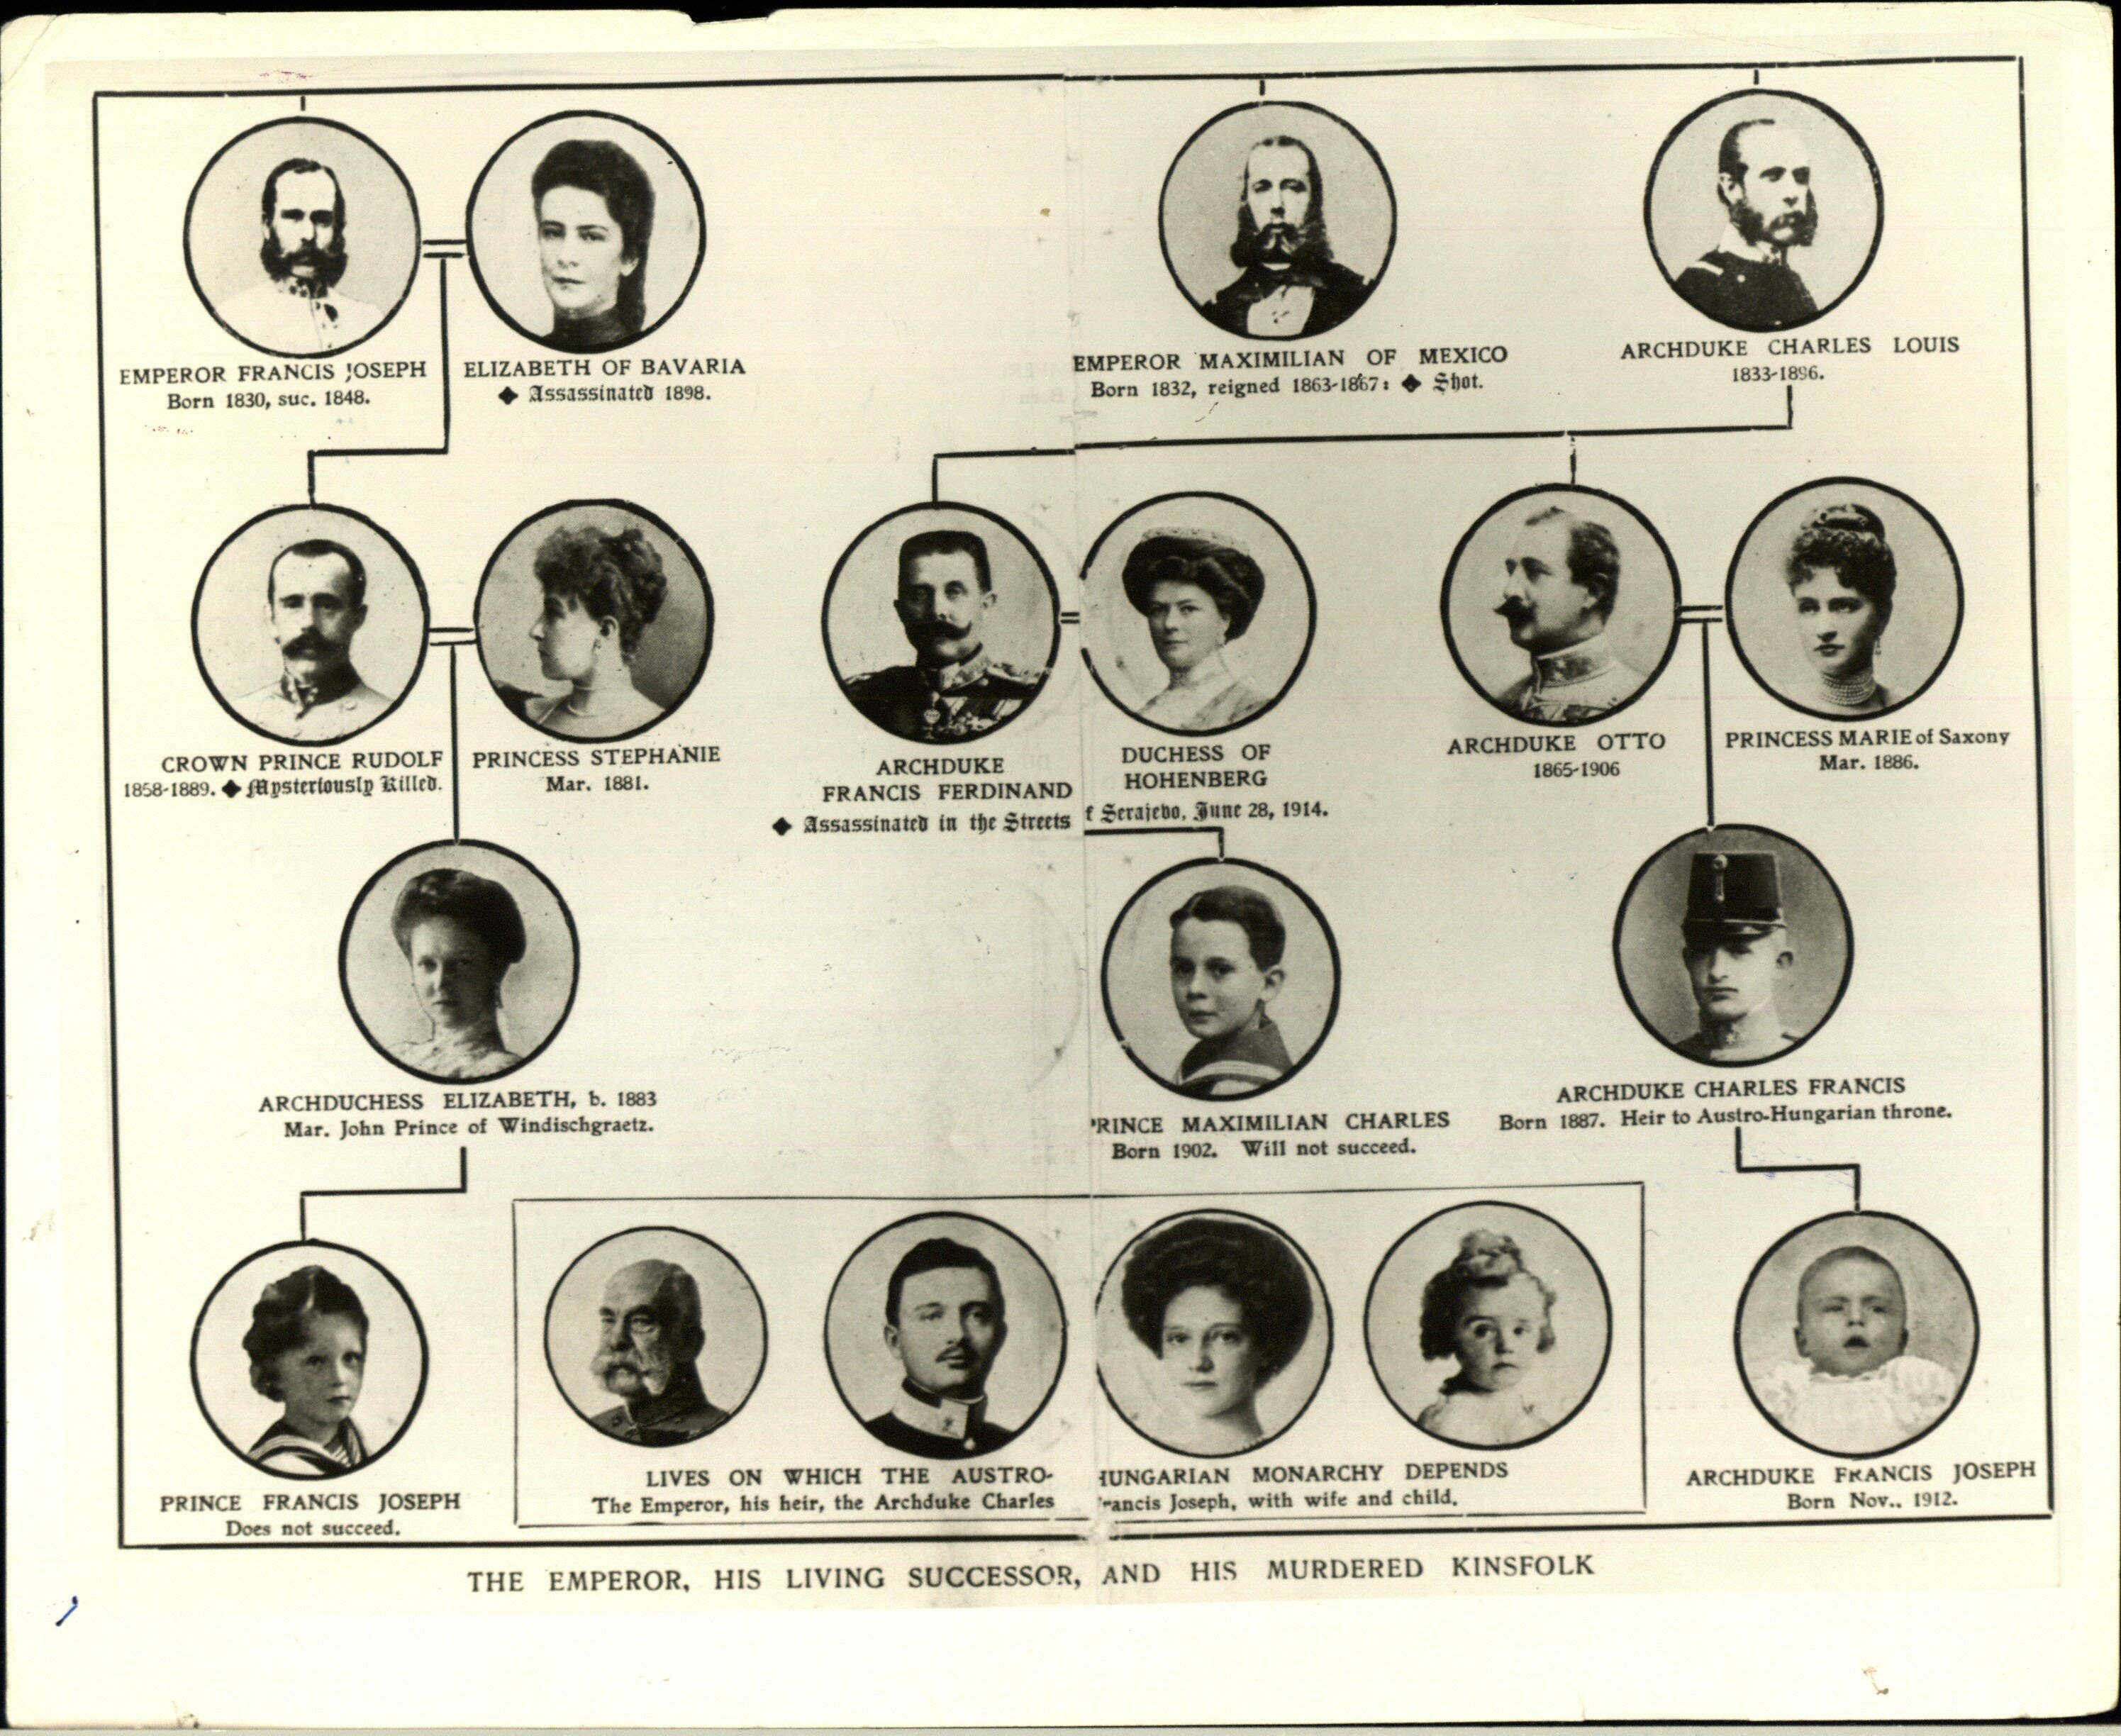 EMPEROR FRANCIS JOSEPH
Born 1830, suc. 1848.
ELIZABETH OF BAVARIA
◆ Assassinated 1898.
EMPEROR MAXIMILIAN OF MEXICO
Born 1832, reigned 1863-1867: ◆ Shot.
ARCHDUKE CHARLES LOUIS
1833-1896.
CROWN PRINCE RUDOLF
1858-1889. ◆ Mysteriously Killed.
PRINCESS STEPHANIE
Mar. 1881.
ARCHDUKE
FRANCIS FERDINAND
DUCHESS OF
HOHENBERG
◆ Assassinated in the Streets f Serajevo, June 28, 1914.
ARCHDUKE OTTO
1865-1906
PRINCESS MARIE of Saxony
Mar. 1886.
ARCHDUCHESS ELIZABETH, b. 1883
Mar. John Prince of Windischgraetz.
RINCE MAXIMILIAN CHARLES
Born 1902. Will not succeed.
ARCHDUKE CHARLES FRANCIS
Born 1887. Heir to Austro-Hungarian throne.
PRINCE FRANCIS JOSEPH
Does not succeed.
LIVES ON WHICH THE AUSTRO-HUNGARIAN MONARCHY DEPENDS
The Emperor, his heir, the Archduke Charles rancis Joseph, with wife and child.
ARCHDUKE FRANCIS JOSEPH
Born Nov., 1912.
THE EMPEROR, HIS LIVING SUCCESSOR, AND HIS MURDERED KINSFOLK